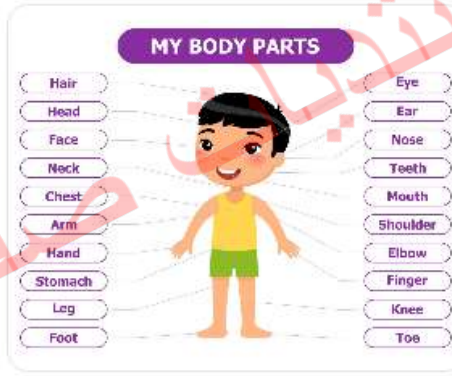 MY BODY PARTS
Hair
Head
Face
Neck
Chest
Arm
Hand
Stomach
Leg
Foot
Eye
Ear
Nose
Teeth
Mouth
Shoulder
Elbow
Finger
Knee
Toe